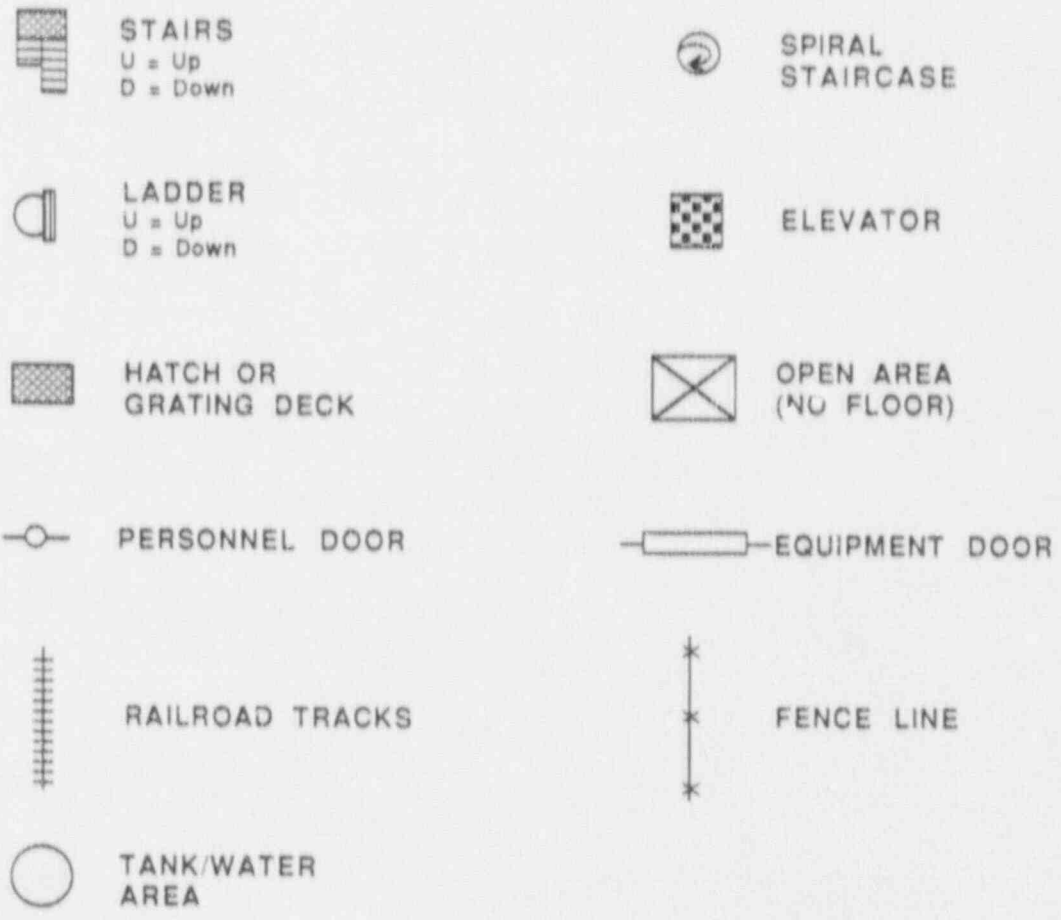 STAIRS
U = Up
D = Down
SPIRAL
STAIRCASE
LADDER
U = Up
D = Down
ELEVATOR
HATCH OR
GRATING DECK
OPEN AREA
(NO FLOOR)
PERSONNEL DOOR
EQUIPMENT DOOR
RAILROAD TRACKS
FENCE LINE
TANK/WATER
AREA